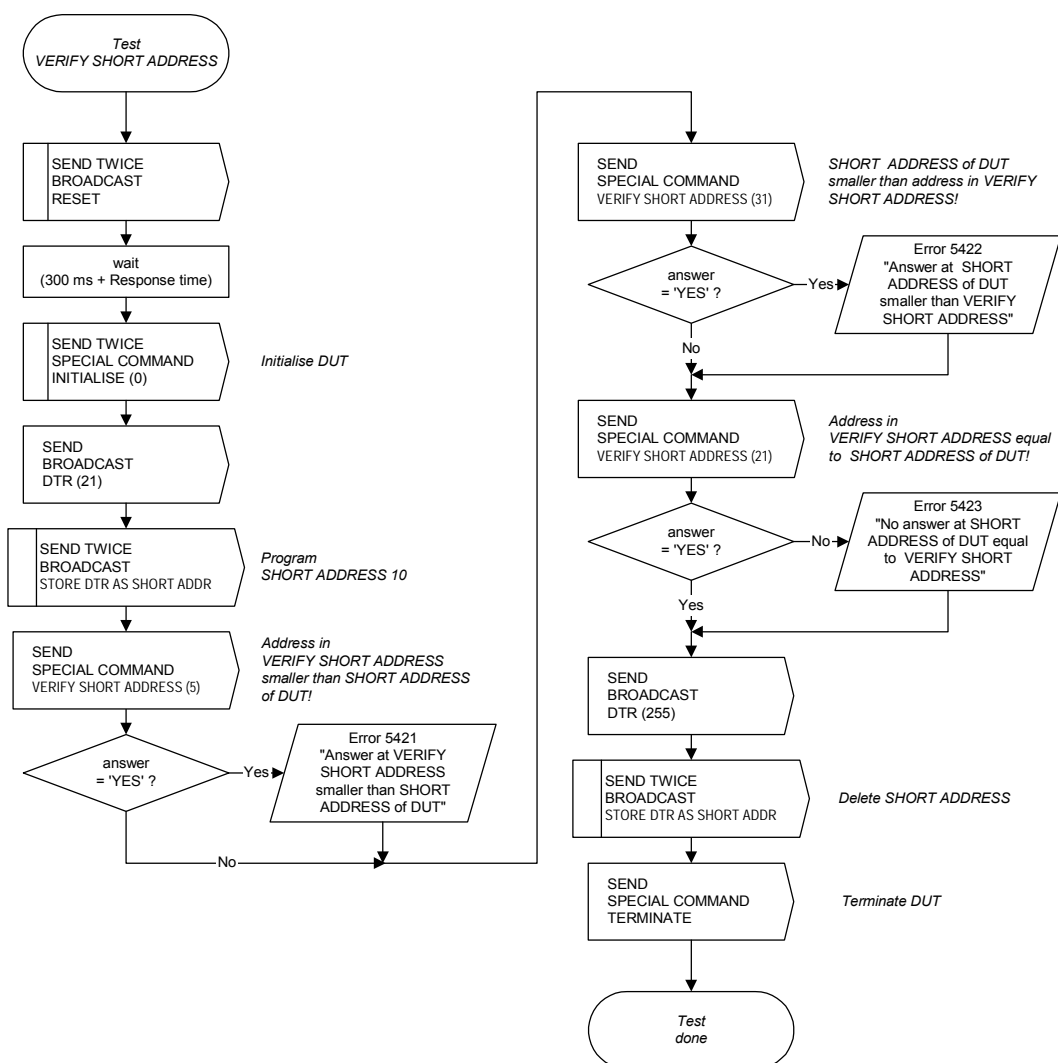 Test
VERIFY SHORT ADDRESS
SEND TWICE
BROADCAST
RESET
wait
(300 ms + Response time)
SEND TWICE
SPECIAL COMMAND
INITIALISE (0)
Initialise DUT
SEND
BROADCAST
DTR (21)
SEND TWICE
BROADCAST
STORE DTR AS SHORT ADDR
Program
SHORT ADDRESS 10
SEND
SPECIAL COMMAND
VERIFY SHORT ADDRESS (5)
Address in
VERIFY SHORT ADDRESS
smaller than SHORT ADDRESS
of DUT!
answer
= 'YES' ?
Yes
Error 5421
"Answer at VERIFY
SHORT ADDRESS
smaller than SHORT
ADDRESS of DUT"
No
SEND
SPECIAL COMMAND
VERIFY SHORT ADDRESS (31)
SHORT ADDRESS of DUT
smaller than address in VERIFY
SHORT ADDRESS!
answer
= 'YES' ?
Yes
Error 5422
"Answer at SHORT
ADDRESS of DUT
smaller than VERIFY
SHORT ADDRESS"
No
SEND
SPECIAL COMMAND
VERIFY SHORT ADDRESS (21)
Address in
VERIFY SHORT ADDRESS equal
to SHORT ADDRESS of DUT!
answer
= 'YES' ?
No
Error 5423
"No answer at SHORT
ADDRESS of DUT equal
to VERIFY SHORT
ADDRESS"
Yes
SEND
BROADCAST
DTR (255)
SEND TWICE
BROADCAST
STORE DTR AS SHORT ADDR
Delete SHORT ADDRESS
SEND
SPECIAL COMMAND
TERMINATE
Terminate DUT
Test
done